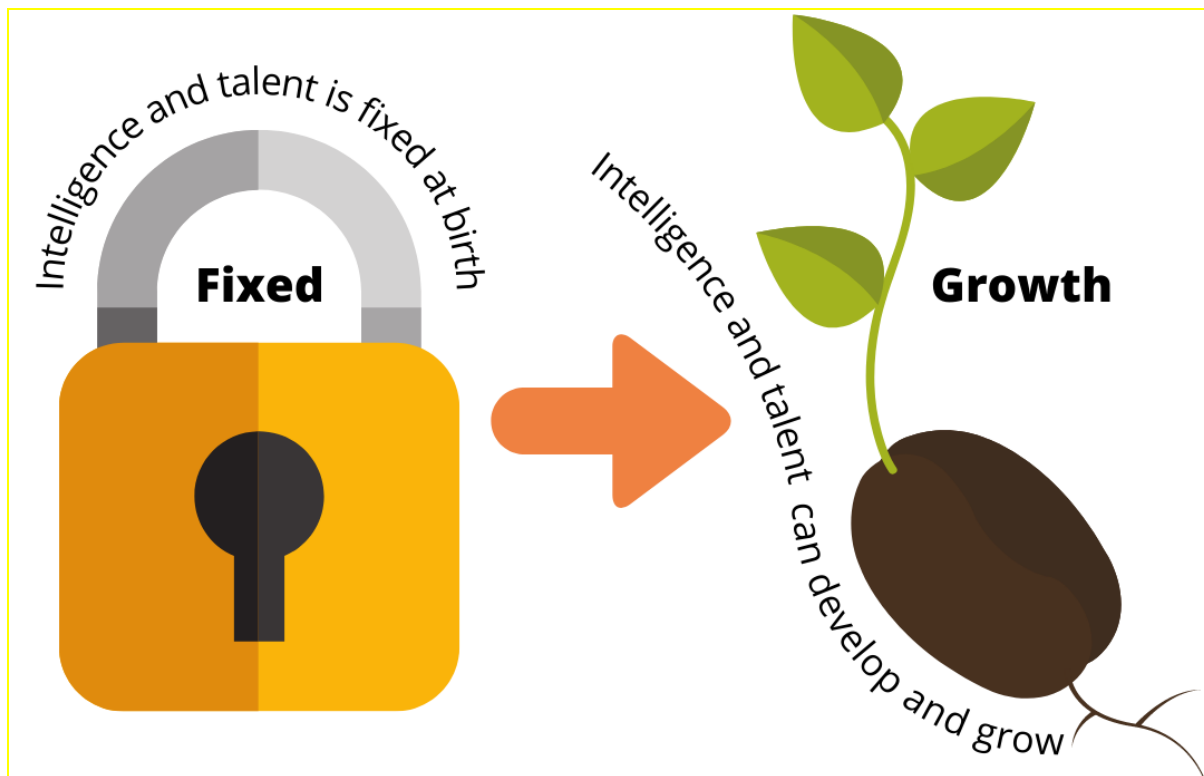 Intelligence and talent is fixed at birth
Fixed
Intelligence and talent can develop and grow
Growth